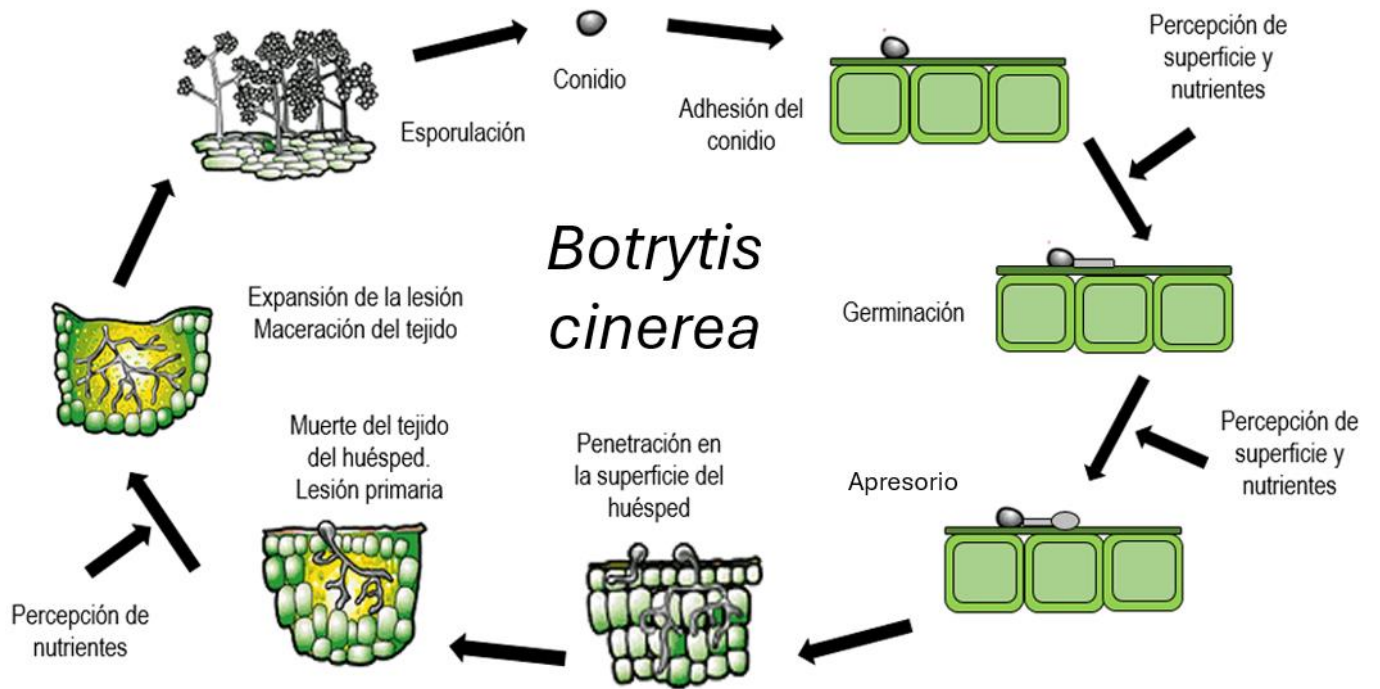 Conidio
Adhesión del
conidio
Percepción de
superficie y
nutrientes
Germinación
Percepción de
superficie y
nutrientes
Apresorio
Penetración en
la superficie del
huésped
Muerte del tejido
del huésped.
Lesión primaria
Percepción de
nutrientes
Expansión de la lesión
Maceración del tejido
Esporulación
Botrytis
cinerea